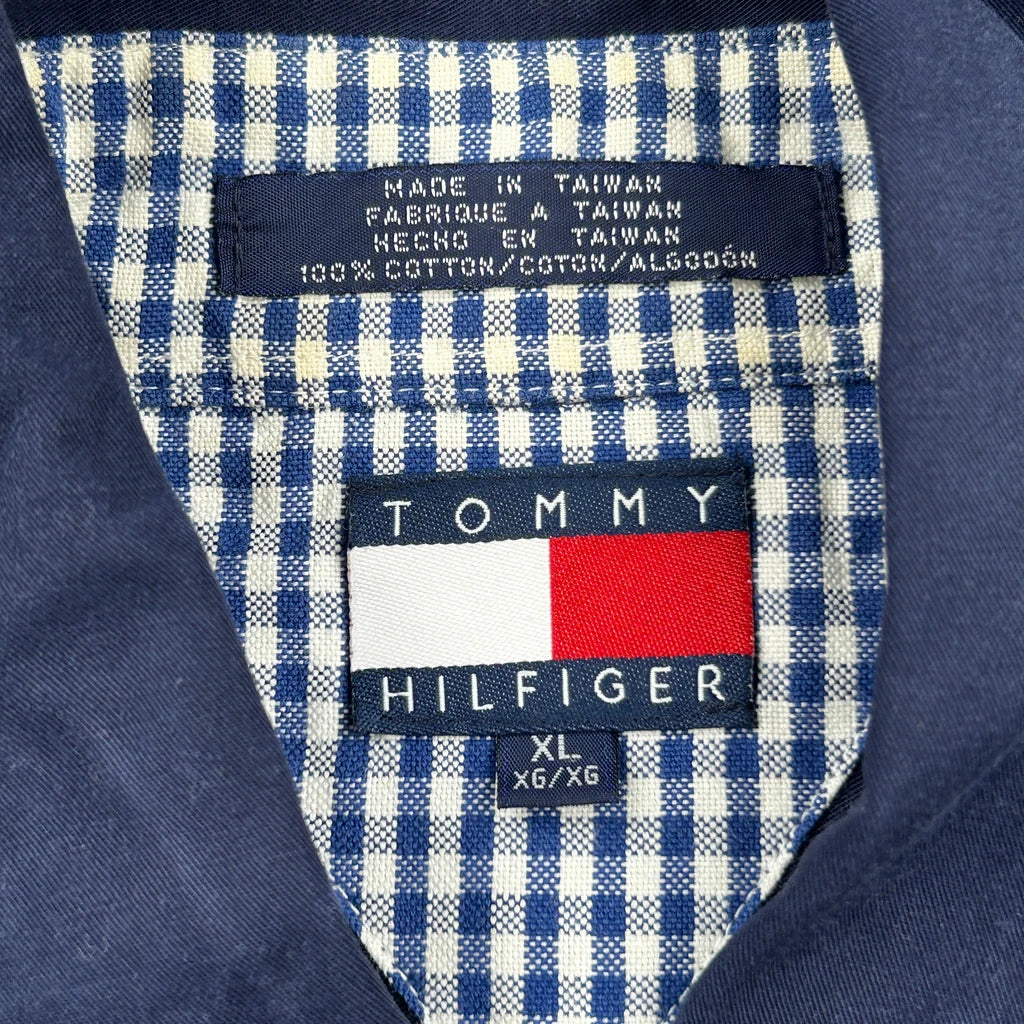 MADE IN TAIWAN
FABRIQUE A TAIWAN
HECHO EN TAIWAN
100% COTTON/COTON/ALGODÓN
TOMMY
HILFIGER
XL
XG/XG